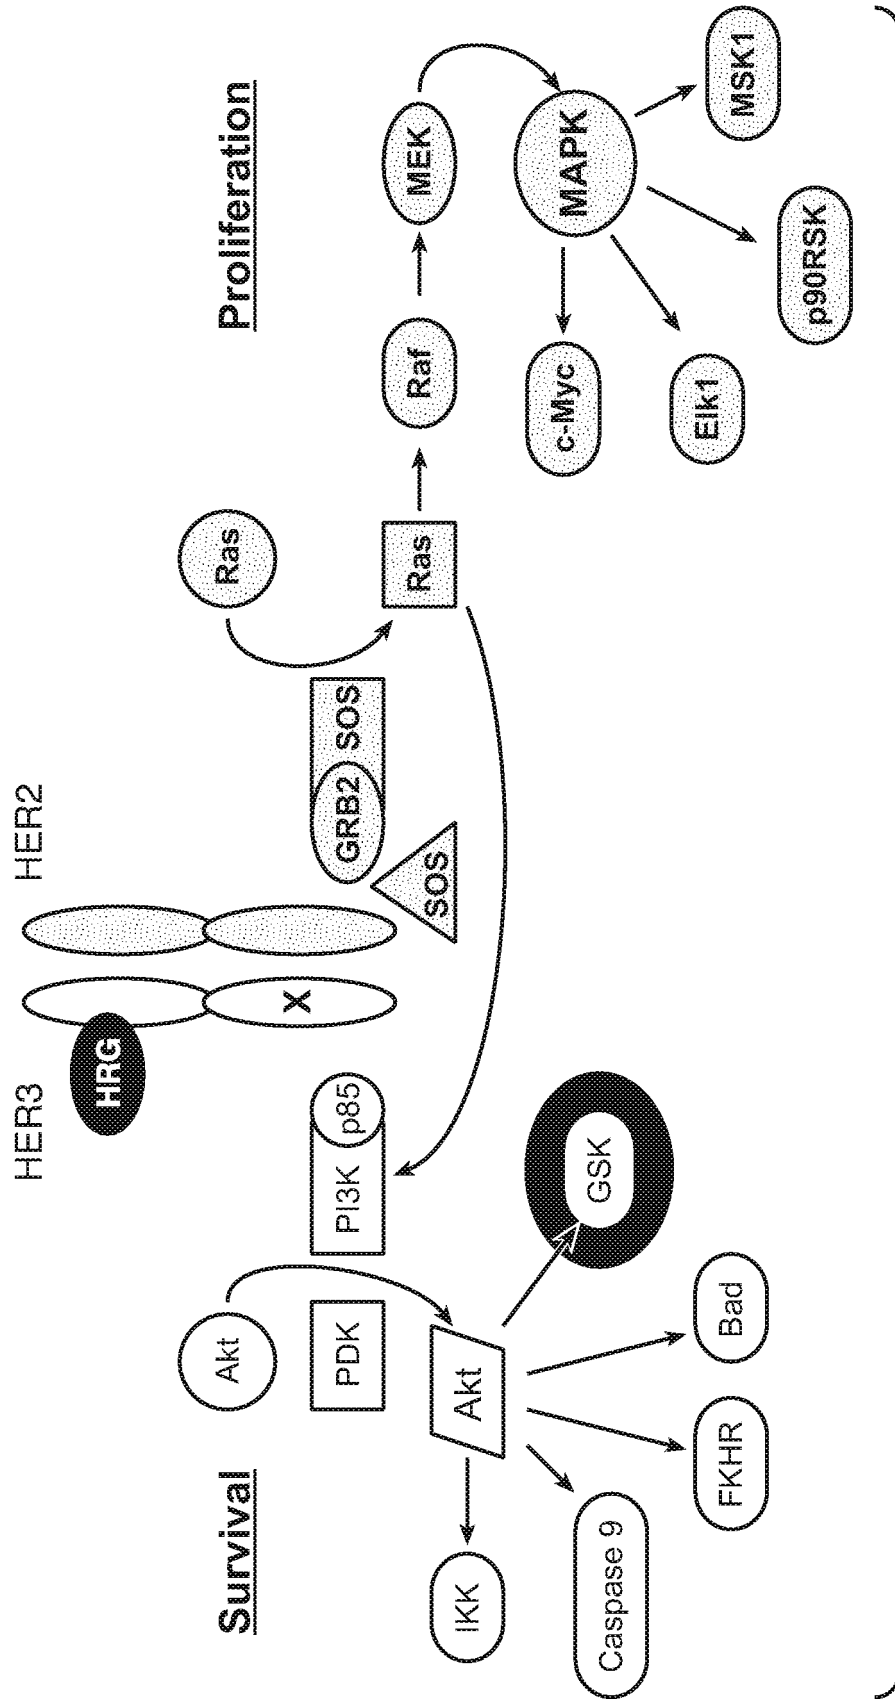 HER3
HER2
HRG
X
Survival
Proliferation
Akt
Ras
PDK
PI3K
p85
GRB2
SOS
SOS
Akt
Ras
Raf
MEK
IKK
GSK
MAPK
Caspase 9
FKHR
Bad
c-Myc
Elk1
p90RSK
MSK1